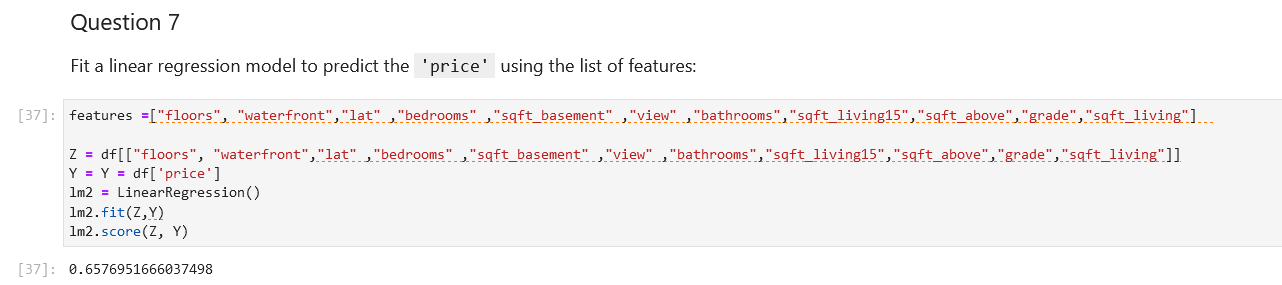 Question 7
Fit a linear regression model to predict the 'price' using the list of features:
[37]: features =["floors", "waterfront","lat" ,"bedrooms" ,"sqft_basement" ,"view" ,"bathrooms","sqft_living15","sqft_above","grade","sqft_living"]
Z = df[["floors", "waterfront","lat" ,"bedrooms" ,"sqft_basement" ,"view" ,"bathrooms","sqft_living15","sqft_above","grade","sqft_living"]]
Y = Y = df['price']
lm2 = LinearRegression()
lm2.fit(Z,Y)
lm2.score(Z, Y)
[37]: 0.6576951666037498